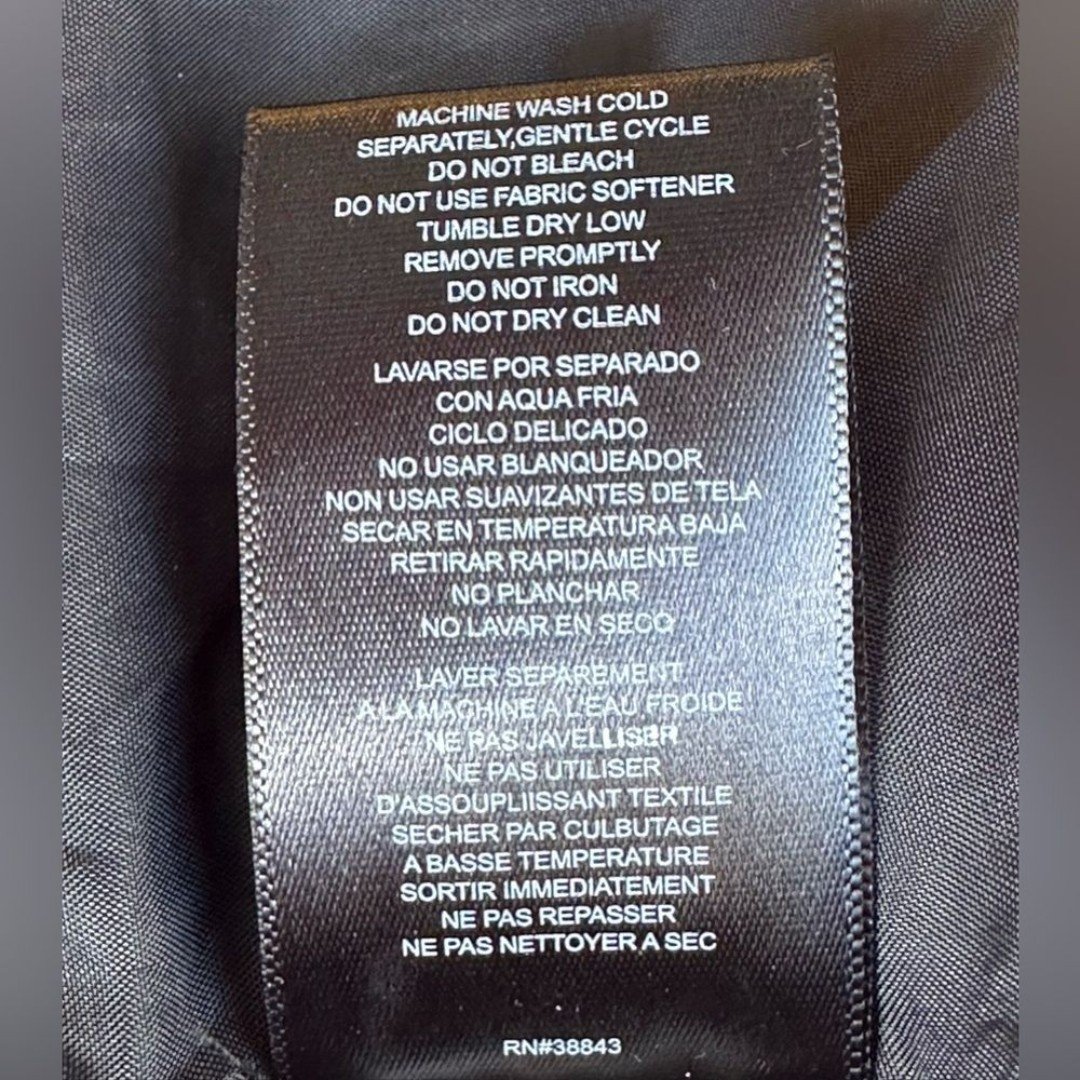 MACHINE WASH COLD
SEPARATELY,GENTLE CYCLE
DO NOT BLEACH
DO NOT USE FABRIC SOFTENER
TUMBLE DRY LOW
REMOVE PROMPTLY
DO NOT IRON
DO NOT DRY CLEAN
LAVARSE POR SEPARADO
CON AQUA FRIA
CICLO DELICADO
NO USAR BLANQUEADOR
NON USAR SUAVIZANTES DE TELA
SECAR EN TEMPERATURA BAJA
RETIRAR RAPIDAMENTE
NO PLANCHAR
NO LAVAR EN SECO
LAVER SEPAREMENT
A LA MACHINE A L'EAU FROIDE
NE PAS JAVELLISER
NE PAS UTILISER
D'ASSOUPLIISSANT TEXTILE
SECHER PAR CULBUTAGE
A BASSE TEMPERATURE
SORTIR IMMEDIATEMENT
NE PAS REPASSER
NE PAS NETTOYER A SEC
RN#38843